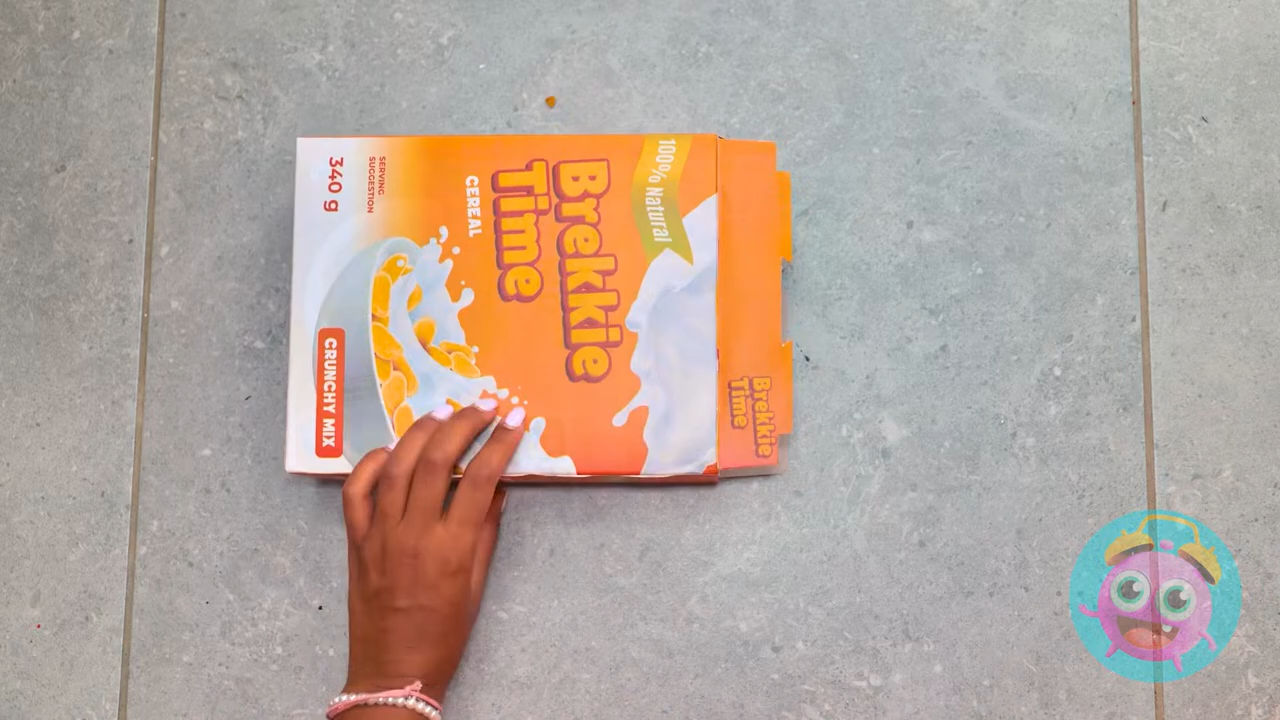 100% Natural
Brekkie
Time
CEREAL
SERVING
SUGGESTION
340 g
CRUNCHY MIX
Brekkie
Time